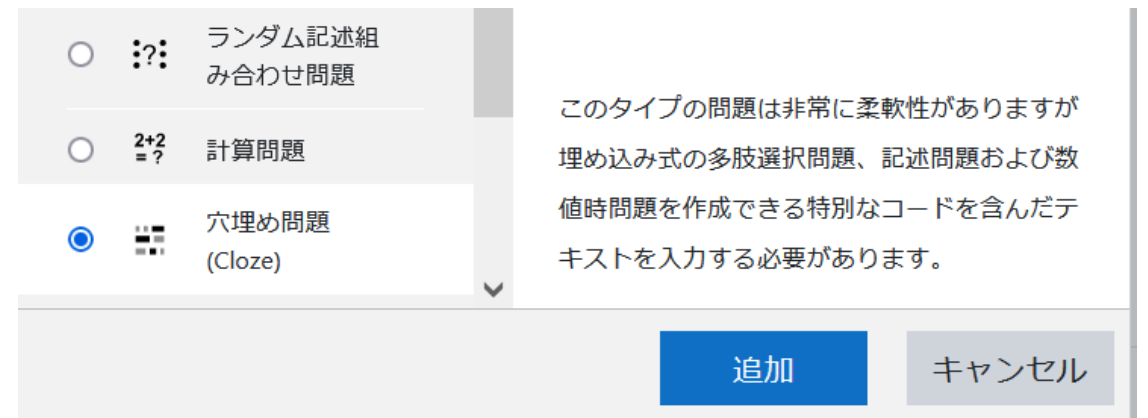 ランダム記述組
み合わせ問題
2+2
= ?
計算問題
穴埋め問題
(Cloze)
このタイプの問題は非常に柔軟性がありますが
埋め込み式の多肢選択問題、記述問題および数
値時問題を作成できる特別なコードを含んだテ
キストを入力する必要があります。
追加
キャンセル